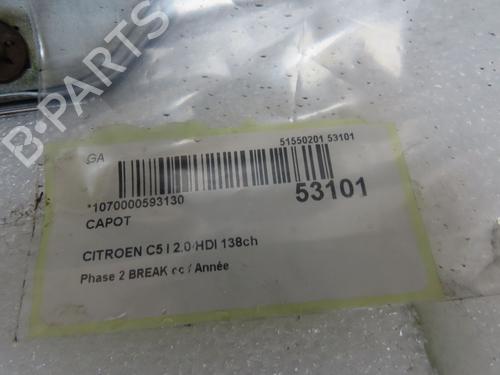 GA
51550201 53101
*1070000593130
53101
CAPOT
CITROEN C5 I 2.0 HDI 138ch
Phase 2 BREAK cc / Année
B-PARTS